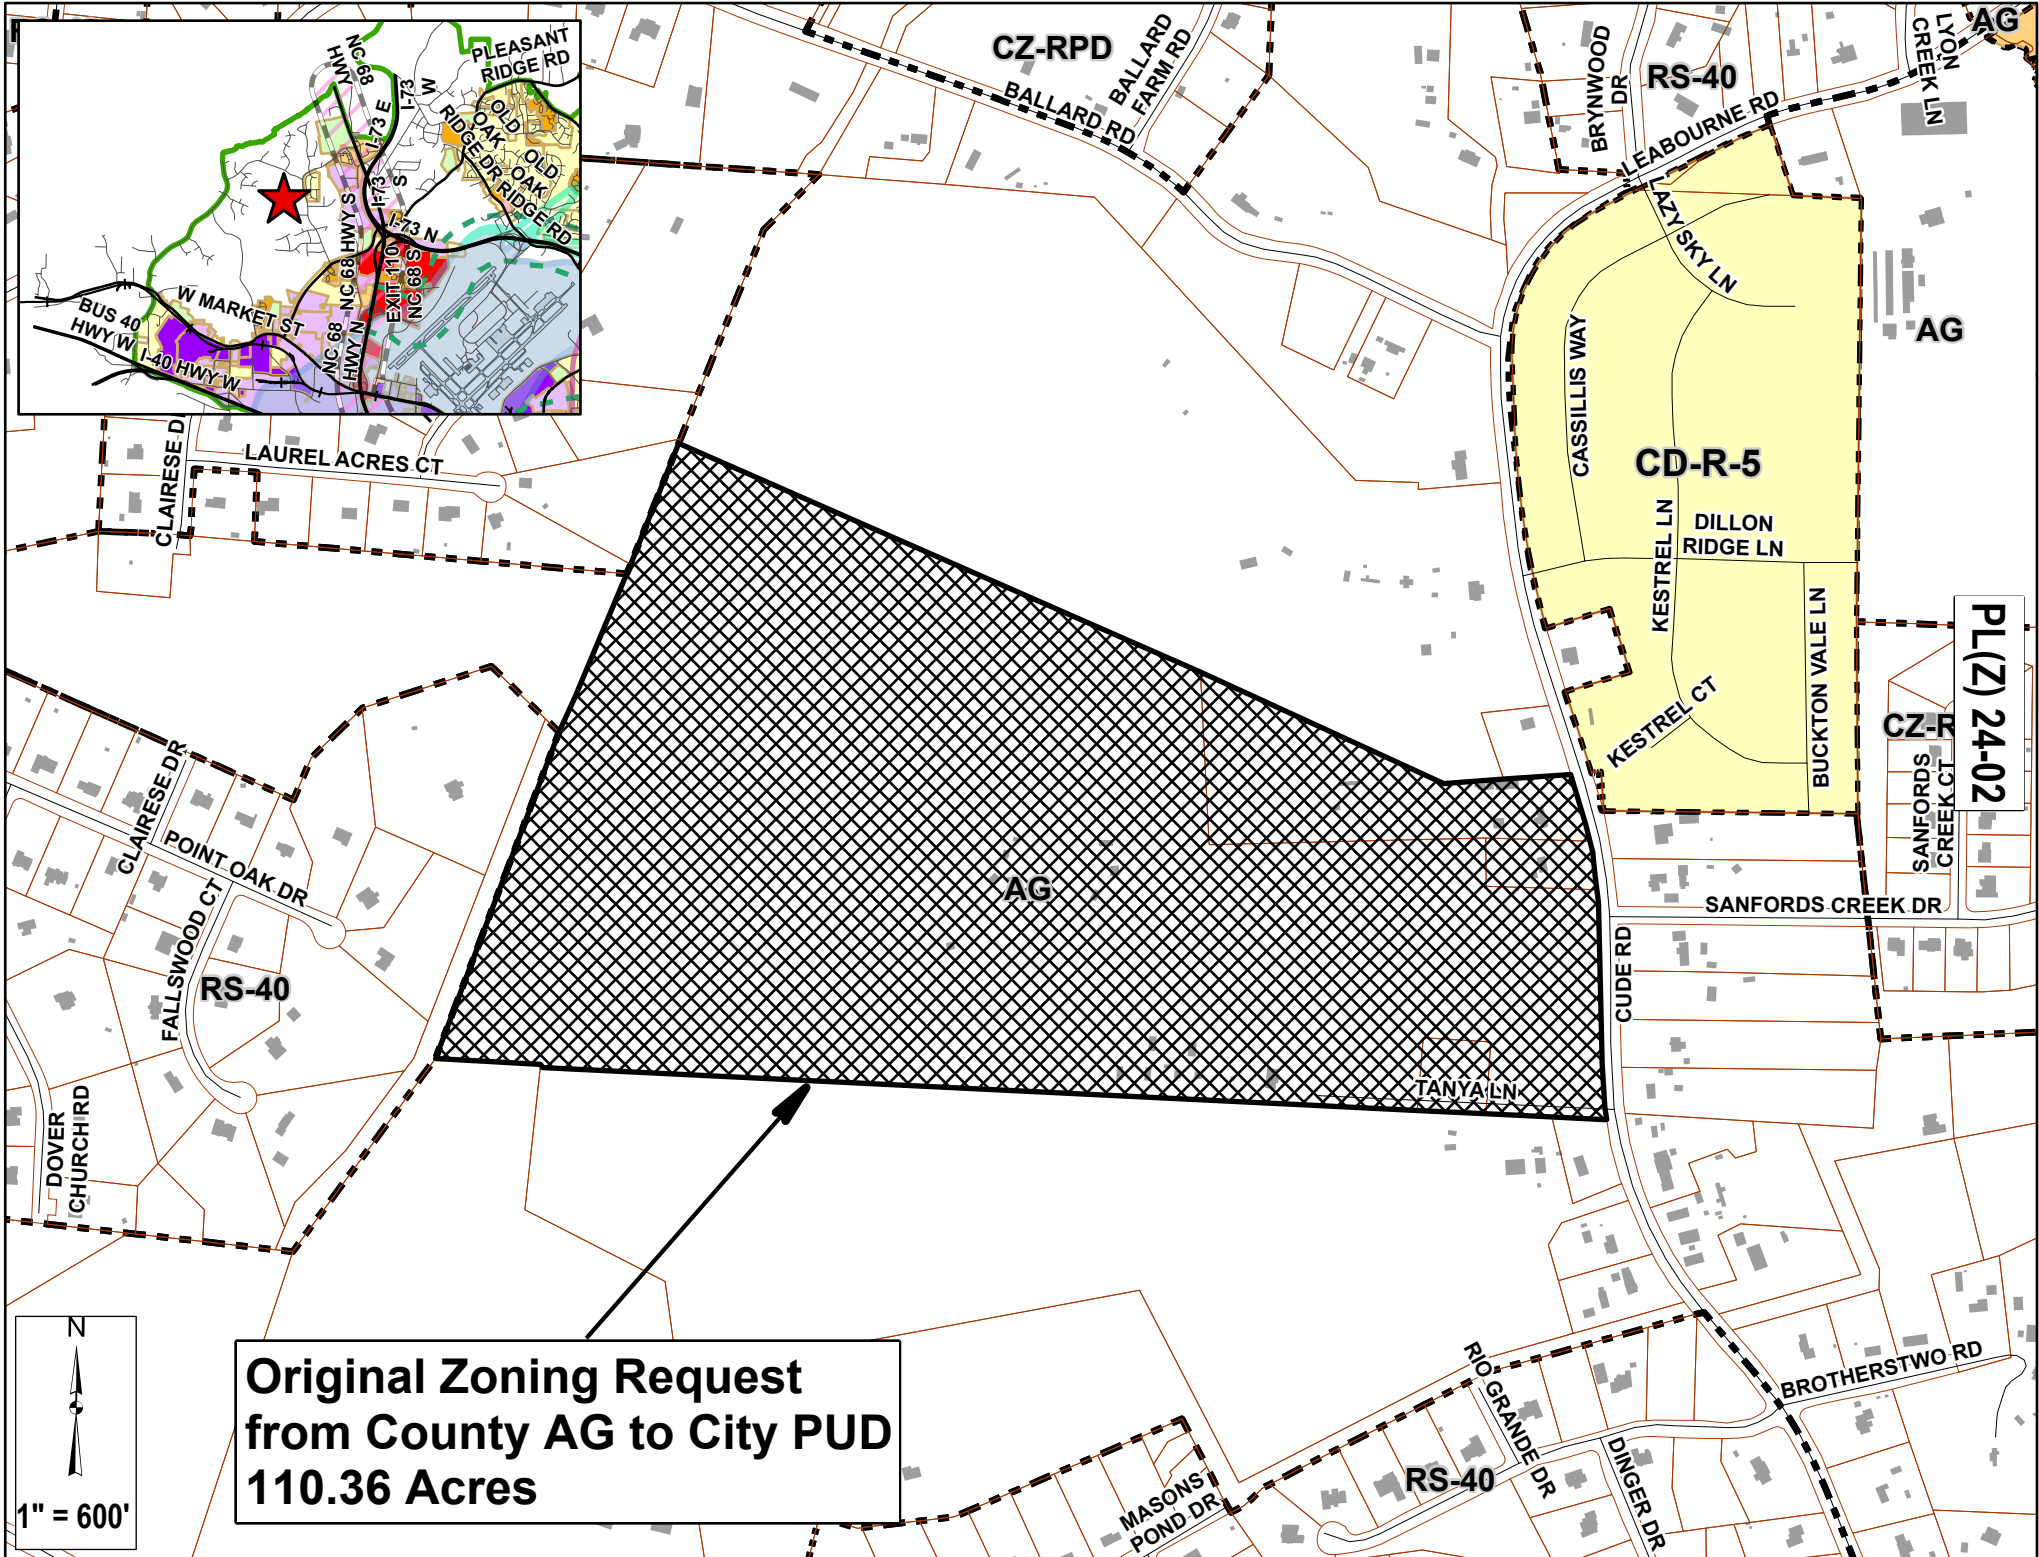 NC 68
HWY
PLEASANT
RIDGE RD
I-73
W
I-73 E
OLD
OAK
RIDGE DR
OLD
OAK
RIDGE RD
I-73
S
I-73 N
NC 68 HWY S
EXIT 110
NC 68 S
W MARKET ST
BUS 40
HWY W
I-40 HWY W
NC 68
HWY N
CZ-RPD
BALLARD
FARM RD
BALLARD RD
BRYNWOOD
DR
RS-40
LEABOURNE RD
LYON
CREEK LN
AG
LAZY SKY LN
AG
CASSILLIS WAY
CD-R-5
KESTREL LN
DILLON
RIDGE LN
BUCKTON VALE LN
KESTREL CT
PL(Z) 24-02
CZ-R
SANFORDS
CREEK CT
SANFORDS CREEK DR
CUDE RD
CLAIRESE D
LAUREL ACRES CT
CLAIRESE DR
POINT OAK DR
FALLSWOOD CT
RS-40
DOVER
CHURCH RD
AG
TANYA LN
Original Zoning Request
from County AG to City PUD
110.36 Acres
N
1" = 600'
RIO GRANDE DR
BROTHERSTWO RD
RS-40
DINGER DR
MASONS
POND DR